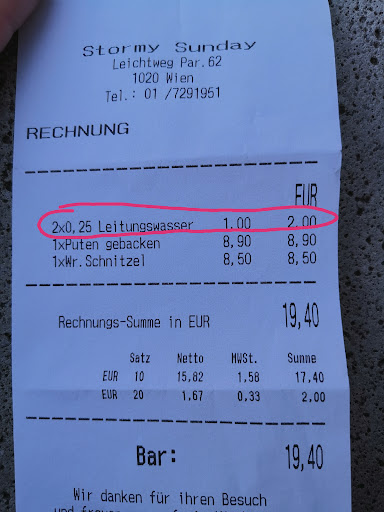 Stormy Sunday
Leichtweg Par.62
1020 Wien
Tel.: 01 /7291951
RECHNUNG
EUR
2x0,25 Leitungswasser 1,00 2,00
1xPuten gebacken 8,90 8,90
1xWr.Schnitzel 8,50 8,50
Rechnungs-Summe in EUR 19,40
Satz Netto MWSt. Summe
EUR 10 15,82 1,58 17,40
EUR 20 1,67 0,33 2,00
Bar: 19,40
Wir danken für ihren Besuch
und freuen